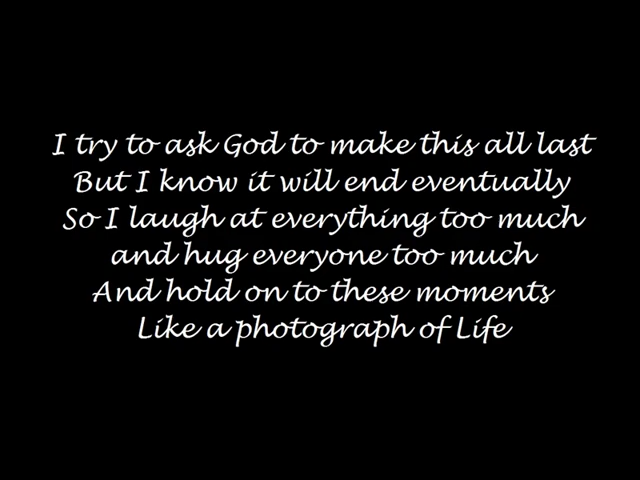 I try to ask God to make this all last
But I know it will end eventually
So I laugh at everything too much
and hug everyone too much
And hold on to these moments
Like a photograph of Life